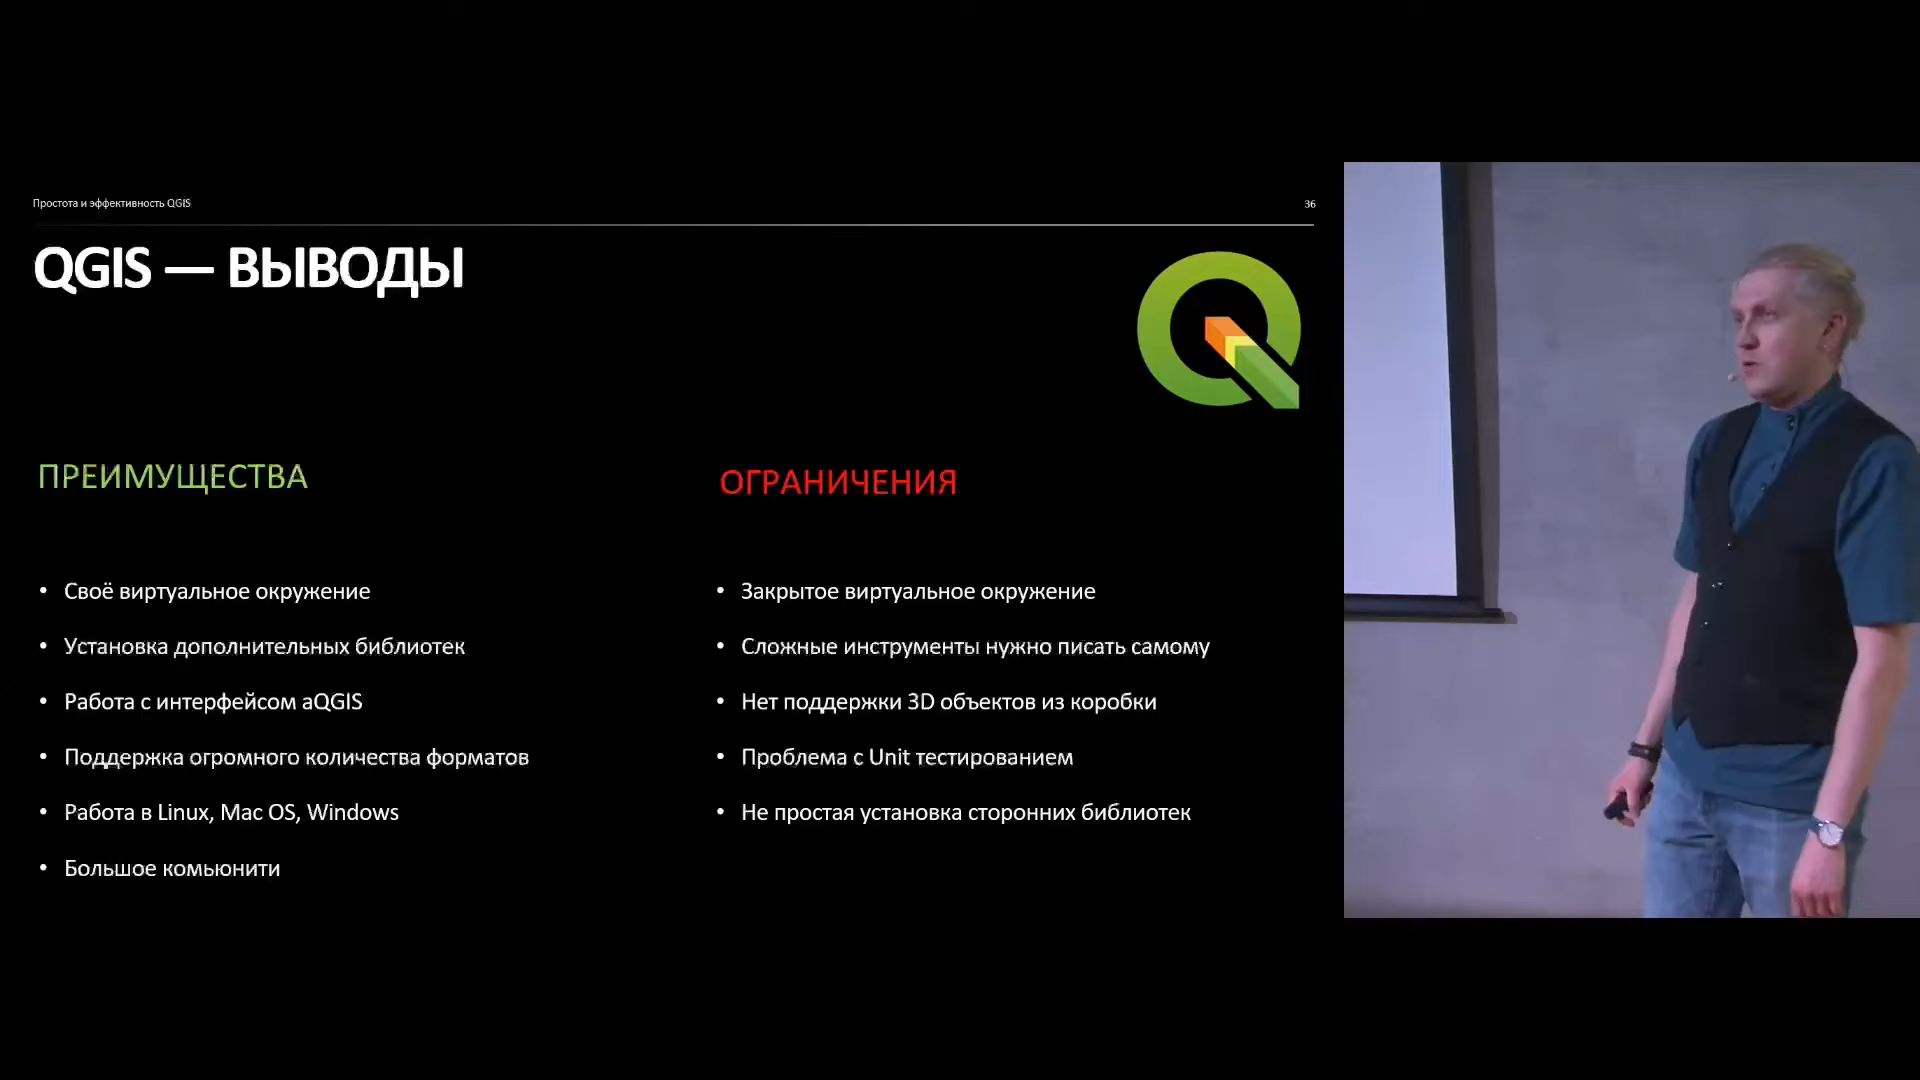 Простота и эффективность QGIS
36
QGIS — ВЫВОДЫ
ПРЕИМУЩЕСТВА
• Своё виртуальное окружение
• Установка дополнительных библиотек
• Работа с интерфейсом aQGIS
• Поддержка огромного количества форматов
• Работа в Linux, Mac OS, Windows
• Большое комьюнити
ОГРАНИЧЕНИЯ
• Закрытое виртуальное окружение
• Сложные инструменты нужно писать самому
• Нет поддержки 3D объектов из коробки
• Проблема с Unit тестированием
• Не простая установка сторонних библиотек